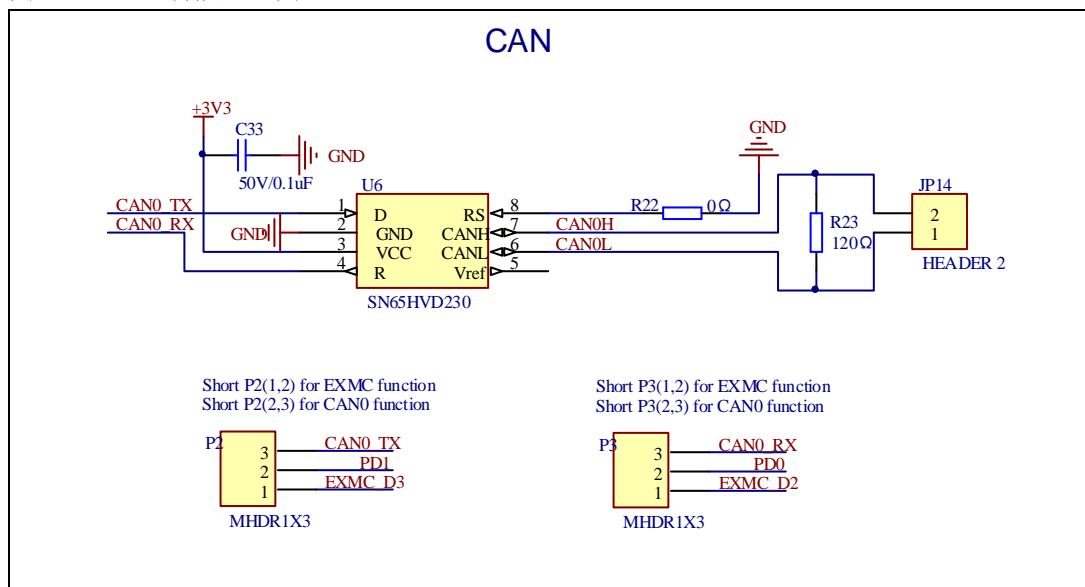 CAN
+3V3
C33
GND
50V/0.1uF
GND
U6
CAN0_TX
CAN0_RX
GND
1
2
3
4
D
GND
VCC
R
RS
CANH
CANL
Vref
8
7
6
5
SN65HVD230
R22
0Ω
CAN0H
CAN0L
R23
120Ω
JP14
2
1
HEADER 2
Short P2(1,2) for EXMC function
Short P2(2,3) for CAN0 function
P2
3
2
1
CAN0_TX
PD1
EXMC_D3
MHDR1X3
Short P3(1,2) for EXMC function
Short P3(2,3) for CAN0 function
P3
3
2
1
CAN0_RX
PD0
EXMC_D2
MHDR1X3